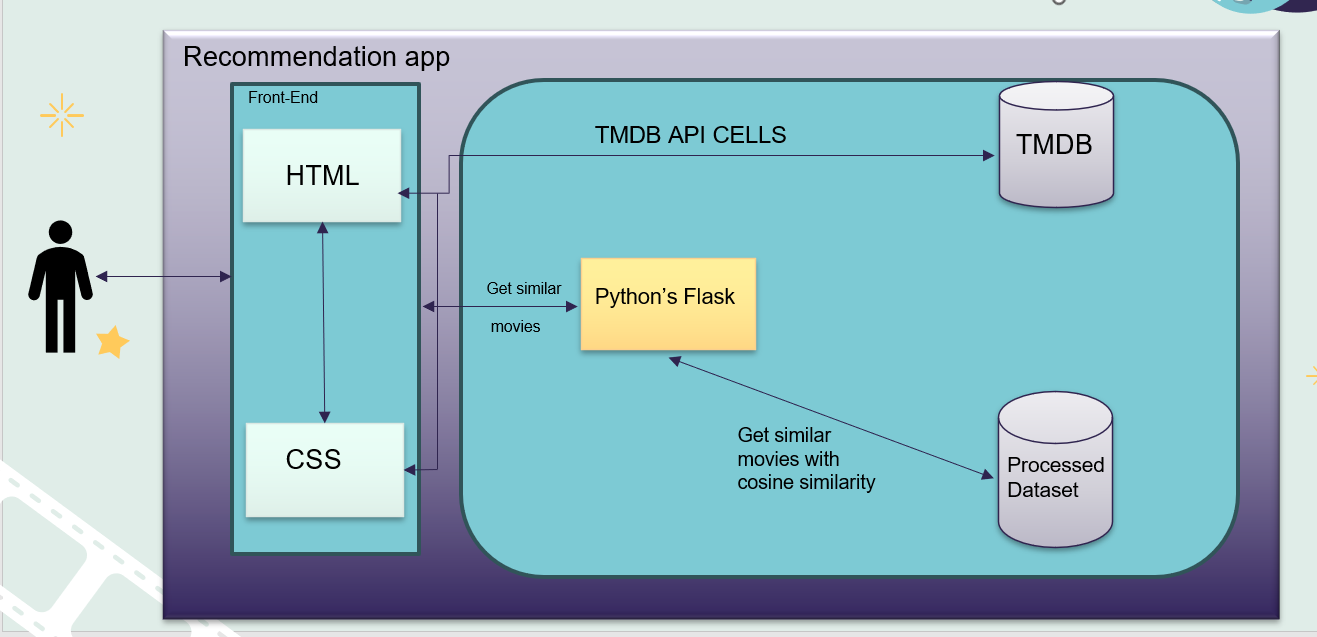 Recommendation app
Front-End
HTML
CSS
TMDB API CELLS
TMDB
Get similar
movies
Python’s Flask
Get similar
movies with
cosine similarity
Processed
Dataset